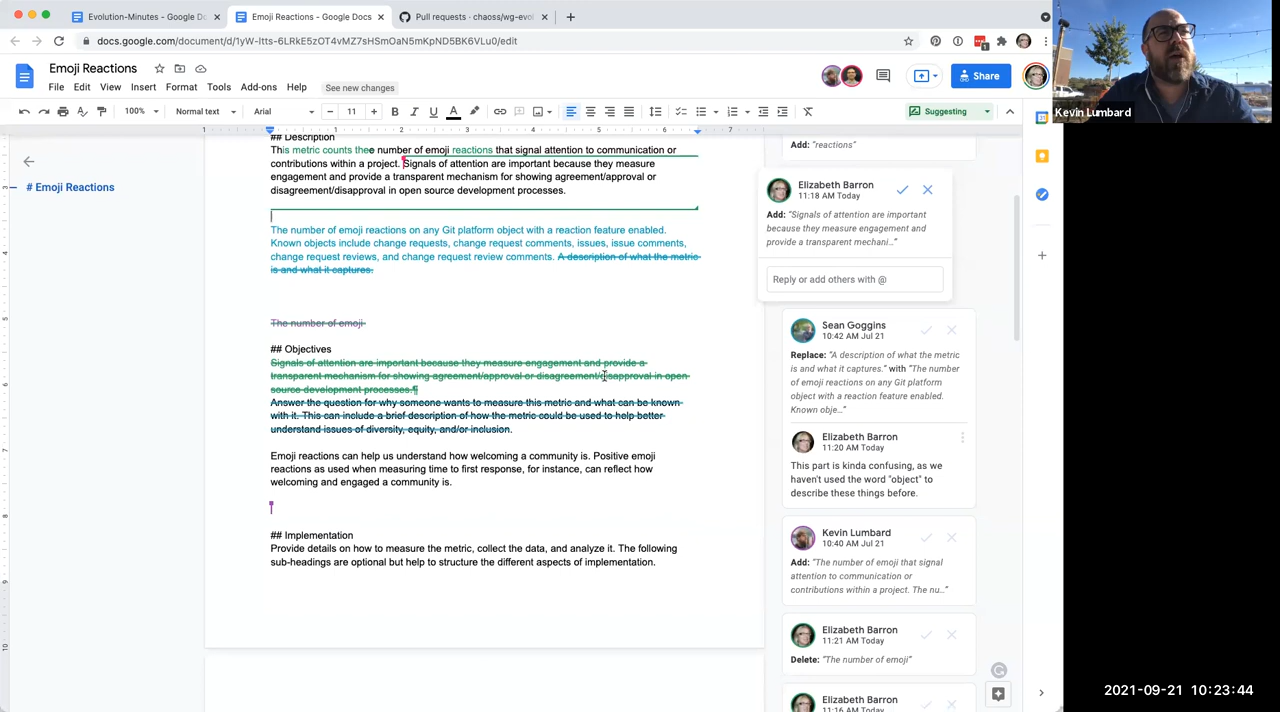 Evolution-Minutes - Google Dc
Emoji Reactions - Google Docs
Pull requests · chaoss/wg-evol
docs.google.com/document/d/1yW-Itts-6LRkE5zOT4vMZ7sHSmOaN5mKpND5BK6VLu0/edit
Emoji Reactions
File Edit View Insert Format Tools Add-ons Help See new changes
Share
100% Normal text Arial 11 B I U A Suggesting
Kevin Lumbard
# Emoji Reactions
## Description
This metric counts thee number of emoji reactions that signal attention to communication or
contributions within a project. Signals of attention are important because they measure
engagement and provide a transparent mechanism for showing agreement/approval or
disagreement/disapproval in open source development processes.
The number of emoji reactions on any Git platform object with a reaction feature enabled.
Known objects include change requests, change request comments, issues, issue comments,
change request reviews, and change request review comments. A description of what the metric
is and what it captures.
The number of emoji
## Objectives
Signals of attention are important because they measure engagement and provide a
transparent mechanism for showing agreement/approval or disagreement/disapproval in open
source development processes.¶
Answer the question for why someone wants to measure this metric and what can be known
with it. This can include a brief description of how the metric could be used to help better
understand issues of diversity, equity, and/or inclusion.
Emoji reactions can help us understand how welcoming a community is. Positive emoji
reactions as used when measuring time to first response, for instance, can reflect how
welcoming and engaged a community is.
## Implementation
Provide details on how to measure the metric, collect the data, and analyze it. The following
sub-headings are optional but help to structure the different aspects of implementation.
Add: "reactions"
Elizabeth Barron
11:18 AM Today
Add: "Signals of attention are important
because they measure engagement and
provide a transparent mechani..."
Reply or add others with @
Sean Goggins
10:42 AM Jul 21
Replace: "A description of what the metric
is and what it captures." with "The number
of emoji reactions on any Git platform
object with a reaction feature enabled.
Known obje..."
Elizabeth Barron
11:20 AM Today
This part is kinda confusing, as we
haven't used the word "object" to
describe these things before.
Kevin Lumbard
10:40 AM Jul 21
Add: "The number of emoji that signal
attention to communication or
contributions within a project. The nu..."
Elizabeth Barron
11:21 AM Today
Delete: "The number of emoji"
Elizabeth Barron
11:16 AM Today
2021-09-21 10:23:44